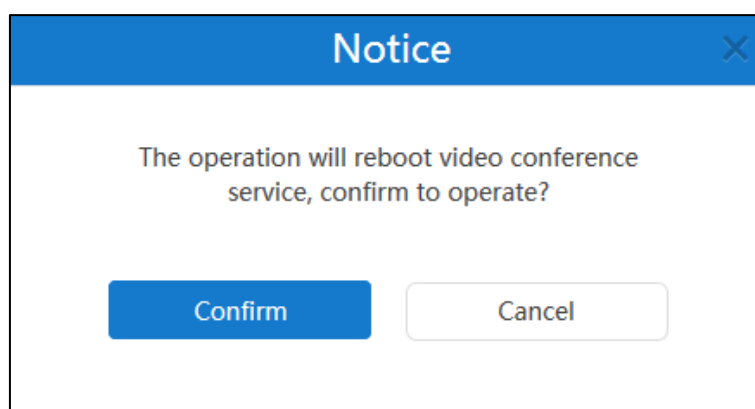 Notice
The operation will reboot video conference
service, confirm to operate?
Confirm
Cancel